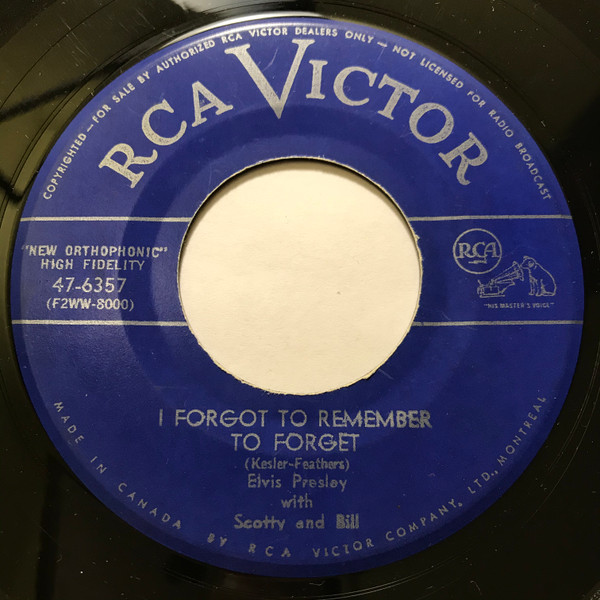 COPYRIGHTED — FOR SALE BY AUTHORIZED RCA VICTOR DEALERS ONLY — NOT LICENSED FOR RADIO BROADCAST
RCA VICTOR
"NEW ORTHOPHONIC"
HIGH FIDELITY
47-6357
(F2WW-8000)
RCA
"HIS MASTER'S VOICE"
I FORGOT TO REMEMBER
TO FORGET
(Kesler-Feathers)
Elvis Presley
with
Scotty and Bill
MADE IN CANADA BY RCA VICTOR COMPANY, LTD., MONTREAL